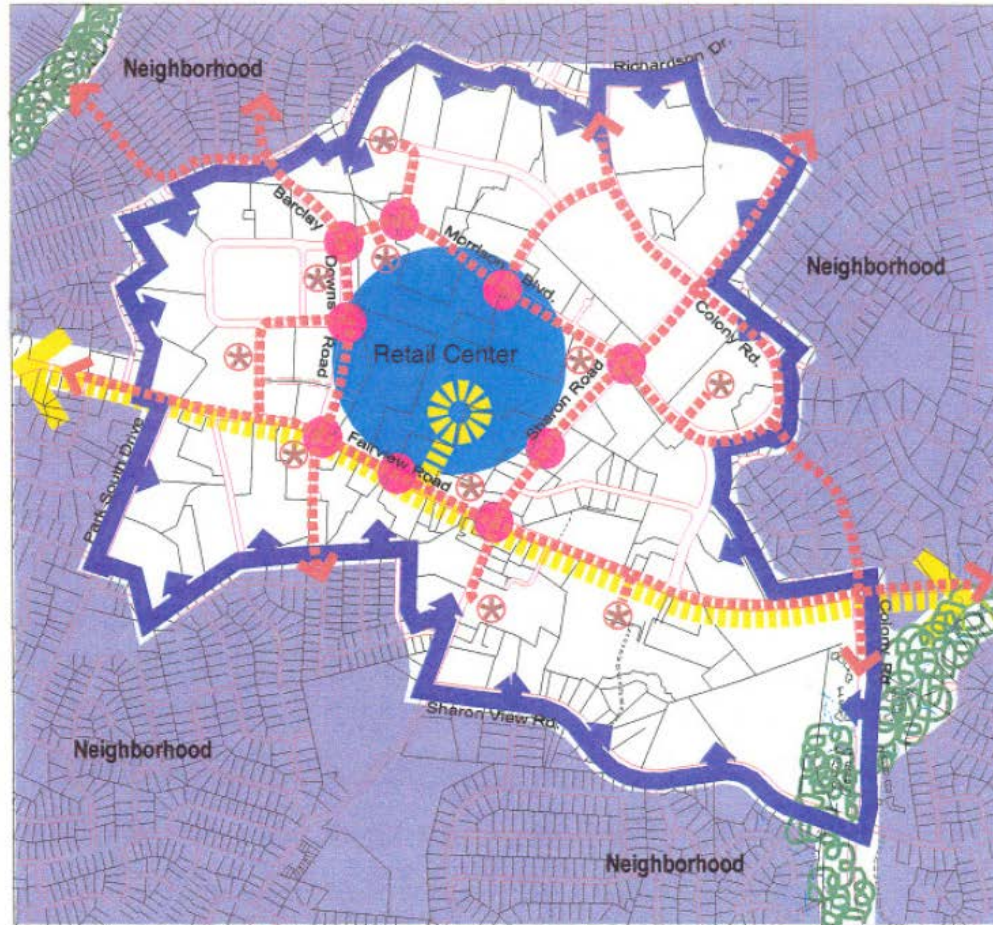 Neighborhood
Richardson Dr.
Barclay
Downs
Road
Morrison Blvd.
Neighborhood
Colony Rd.
Retail Center
Sharon Road
Fairview Road
Park South Drive
Colony Rd.
Sharon View Rd.
Neighborhood
Neighborhood